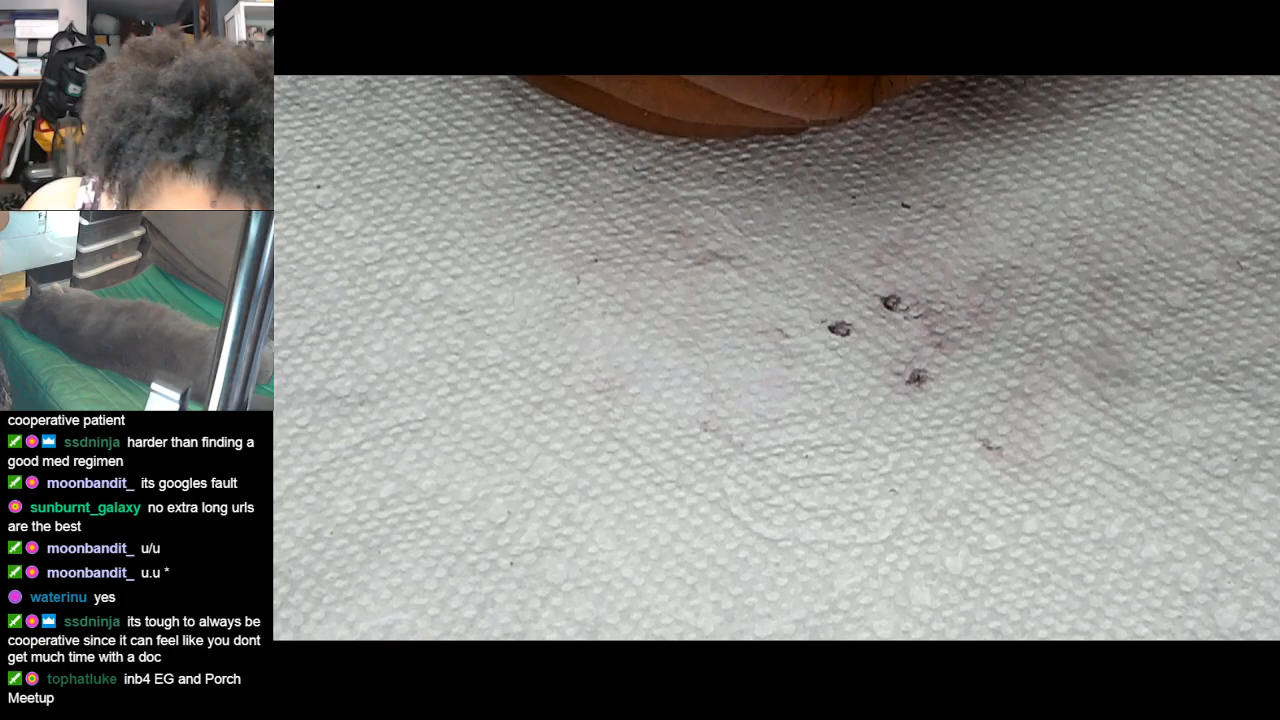 cooperative patient
ssdninja harder than finding a
good med regimen
moonbandit_ its googles fault
sunburnt_galaxy no extra long urls
are the best
moonbandit_ u/u
moonbandit_ u.u *
waterinu yes
ssdninja its tough to always be
cooperative since it can feel like you dont
get much time with a doc
tophatluke inb4 EG and Porch
Meetup